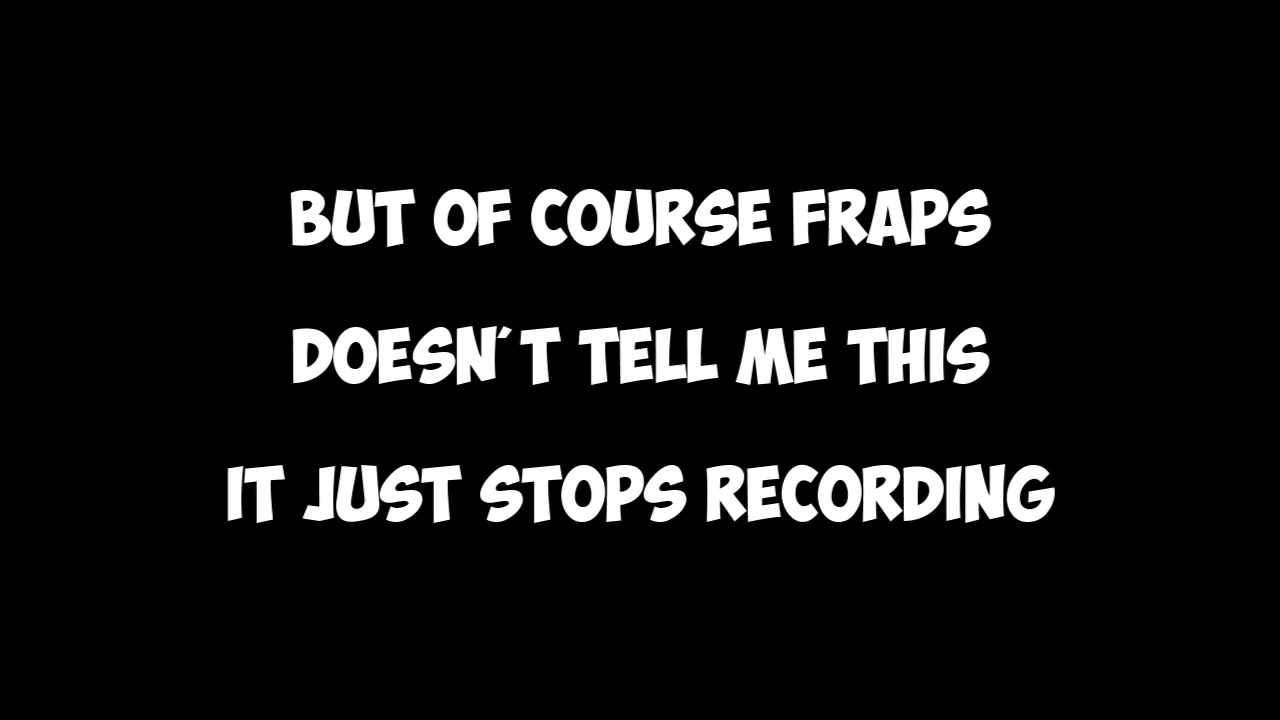 BUT OF COURSE FRAPS
DOESN´T TELL ME THIS
IT JUST STOPS RECORDING